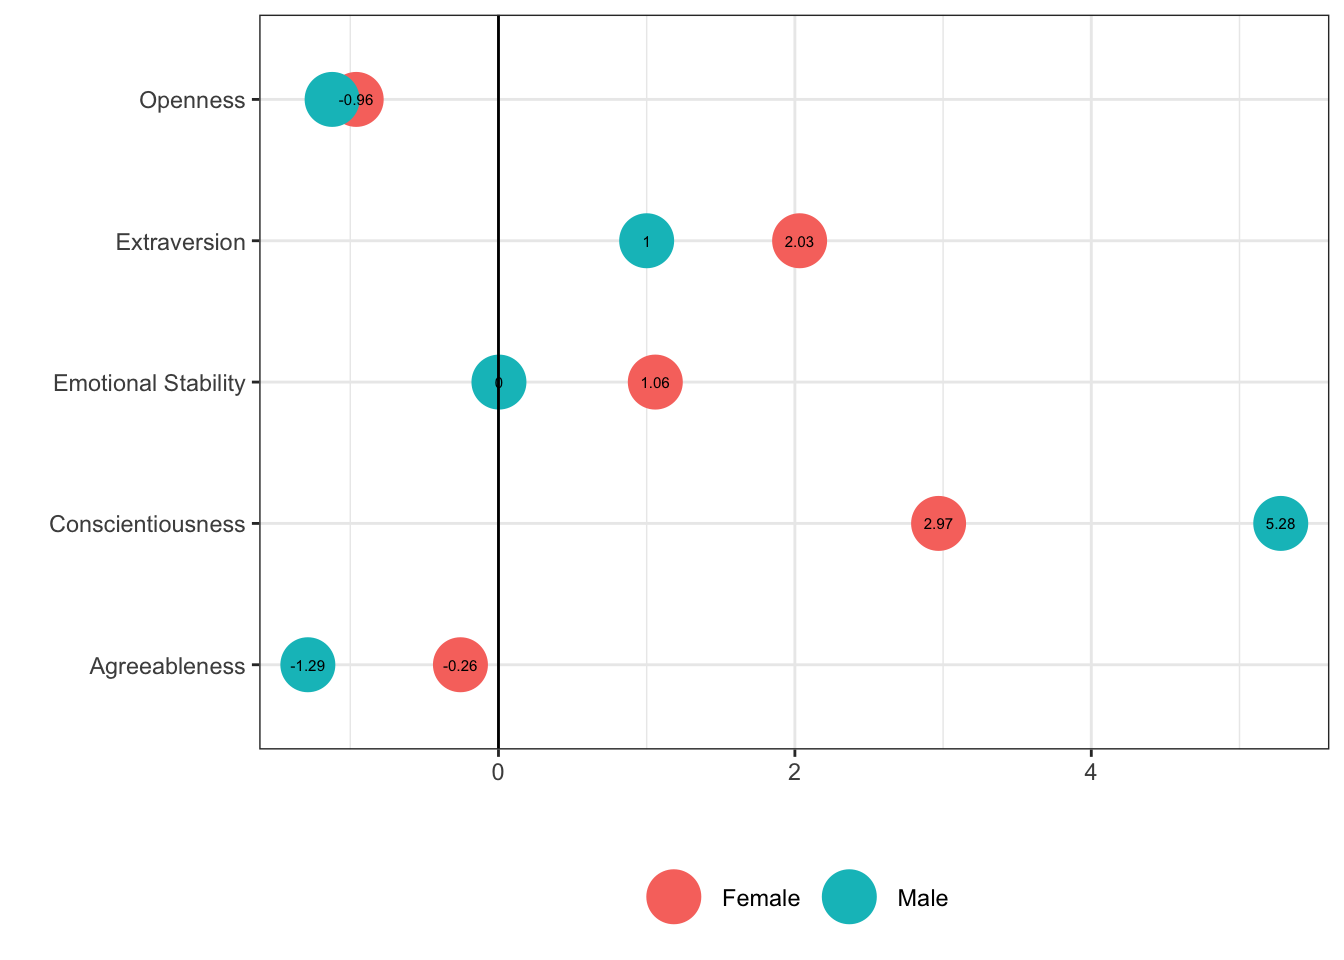 Openness
-0.96
Extraversion
1
2.03
Emotional Stability
0
1.06
Conscientiousness
2.97
5.28
Agreeableness
-1.29
-0.26
0
2
4
Female
Male